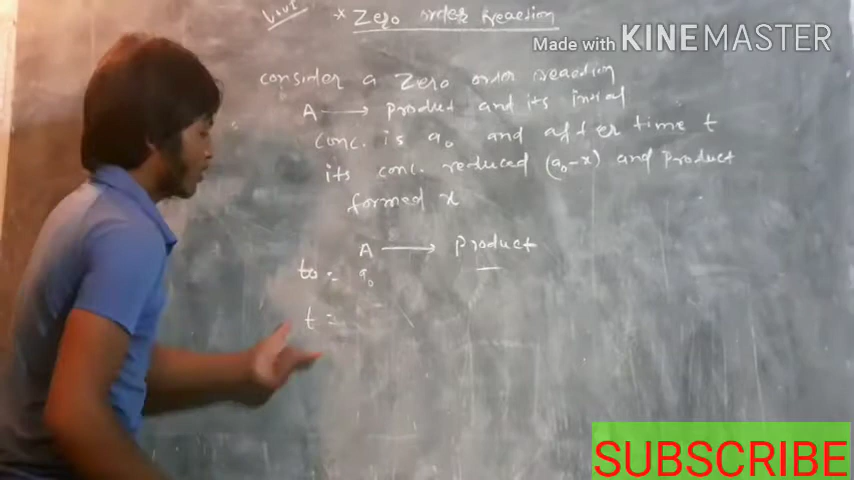 * Zero order reaction
Made with KINEMASTER
consider a Zero order reaction
A → product and its inital
conc. is a₀ and after time t
its conc. reduced (a₀-x) and Product
formed x
A → Product
t₀ = a₀
t =
SUBSCRIBE